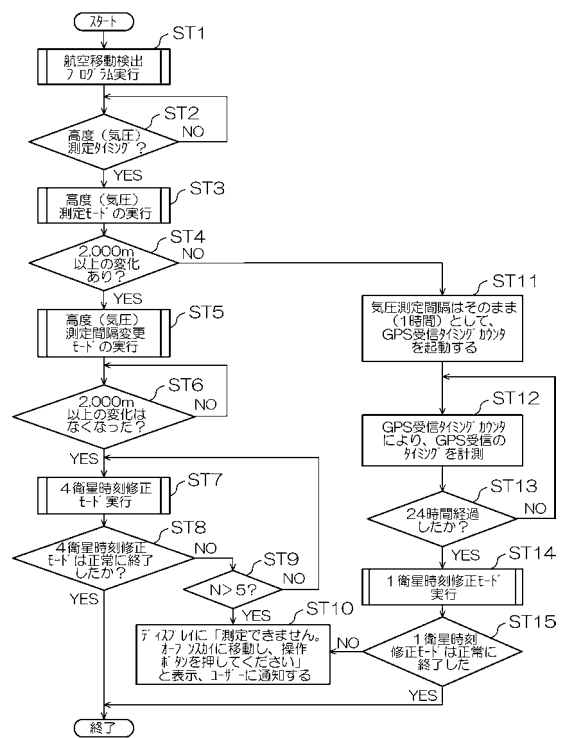 スタート
ST1
航空移動検出
プログラム実行
ST2
高度（気圧）
測定タイミング？
NO
YES
ST3
高度（気圧）
測定モードの実行
ST4
2,000m
以上の変化
あり？
NO
YES
ST5
高度（気圧）
測定間隔変更
モードの実行
ST6
2,000m
以上の変化は
なくなった？
NO
YES
ST7
4衛星時刻修正
モード実行
ST8
4衛星時刻修正
モードは正常に終了
したか？
NO
YES
ST9
N>5?
NO
YES
ST10
ディスプレイに「測定できません。
オープンスカイに移動し、操作
ボタンを押してください」
と表示、ユーザーに通知する
ST11
気圧測定間隔はそのまま
（1時間）として、
GPS受信タイミングカウンタ
を起動する
ST12
GPS受信タイミングカウンタ
により、GPS受信の
タイミングを計測
ST13
24時間経過
したか？
NO
YES
ST14
1衛星時刻修正モード
実行
ST15
1衛星時刻
修正モードは正常に
終了した
NO
YES
終了